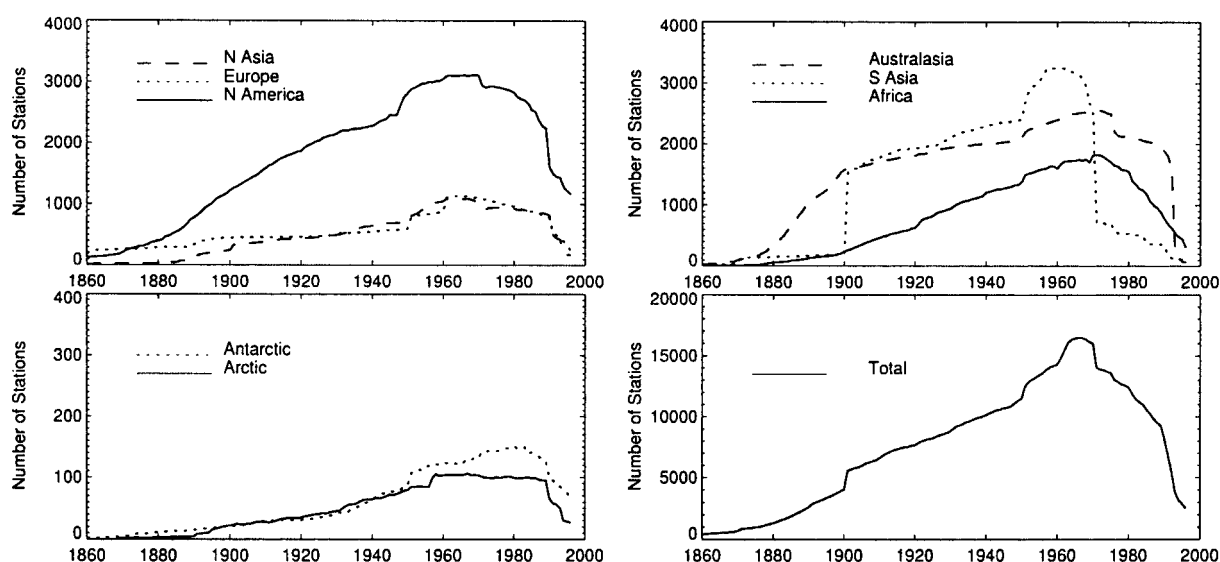 Number of Stations
4000
3000
2000
1000
0
N Asia
Europe
N America
1860 1880 1900 1920 1940 1960 1980 2000
Number of Stations
4000
3000
2000
1000
0
Australasia
S Asia
Africa
1860 1880 1900 1920 1940 1960 1980 2000
Number of Stations
400
300
200
100
0
Antarctic
Arctic
1860 1880 1900 1920 1940 1960 1980 2000
Number of Stations
20000
15000
10000
5000
0
Total
1860 1880 1900 1920 1940 1960 1980 2000